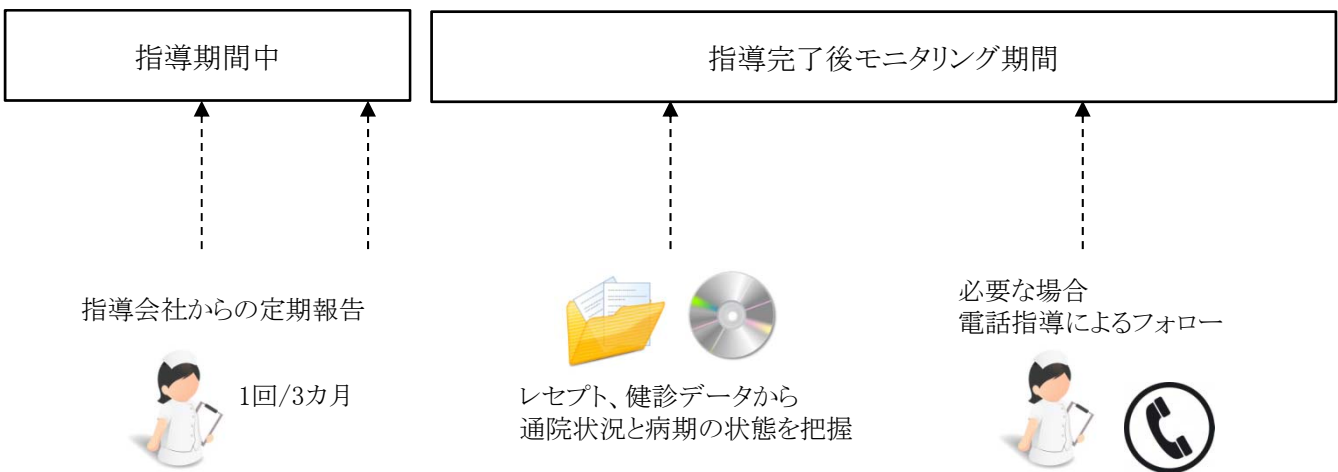 指導期間中
指導完了後モニタリング期間
指導会社からの定期報告
1回/3カ月
レセプト、健診データから
通院状況と病期の状態を把握
必要な場合
電話指導によるフォロー